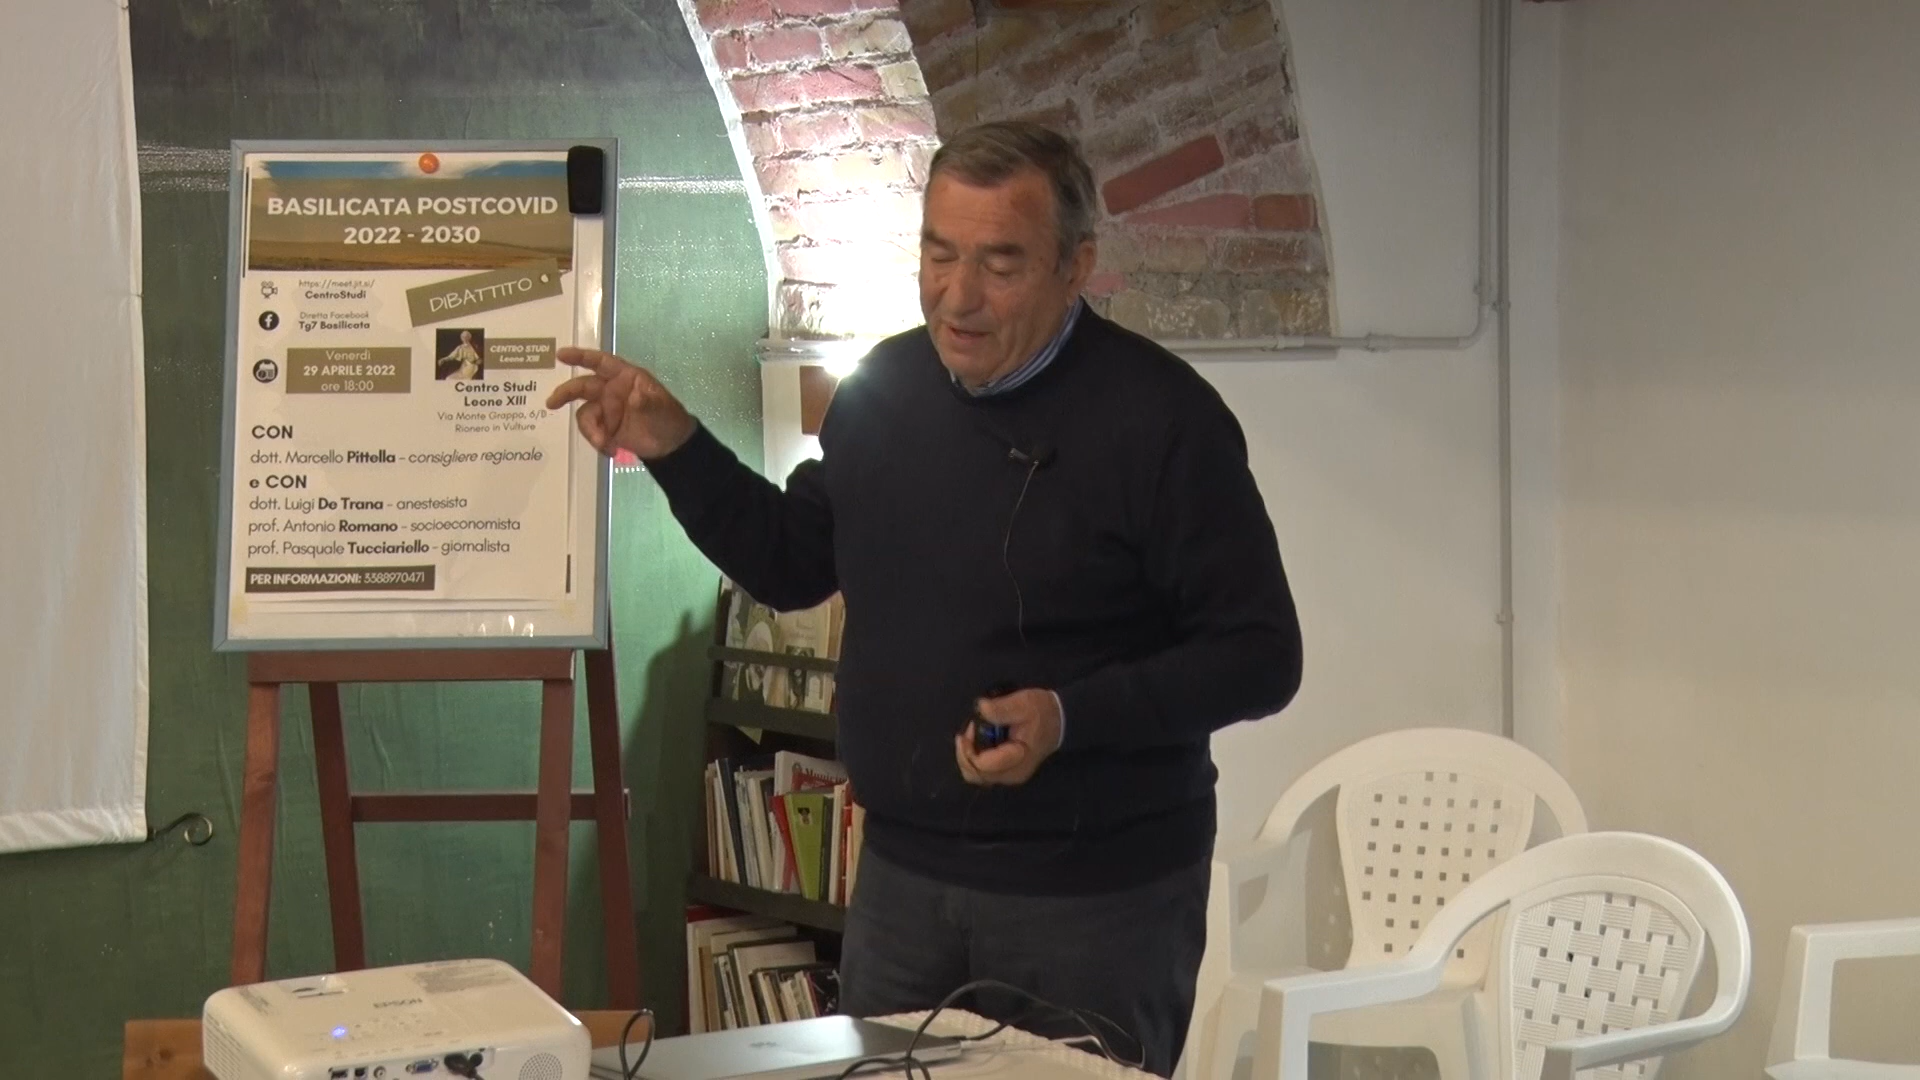 BASILICATA POSTCOVID
2022 - 2030
https://meet.jit.si/
CentroStudi
DIBATTITO
Diretta Facebook
Tg7 Basilicata
Venerdì
29 APRILE 2022
ore 18:00
CENTRO STUDI
Leone XIII
Centro Studi
Leone XIII
Via Monte Grappa, 6/B -
Rionero in Vulture
CON
dott. Marcello Pittella - consigliere regionale
e CON
dott. Luigi De Trana - anestesista
prof. Antonio Romano - socioeconomista
prof. Pasquale Tucciariello - giornalista
PER INFORMAZIONI: 3388970471
EPSON